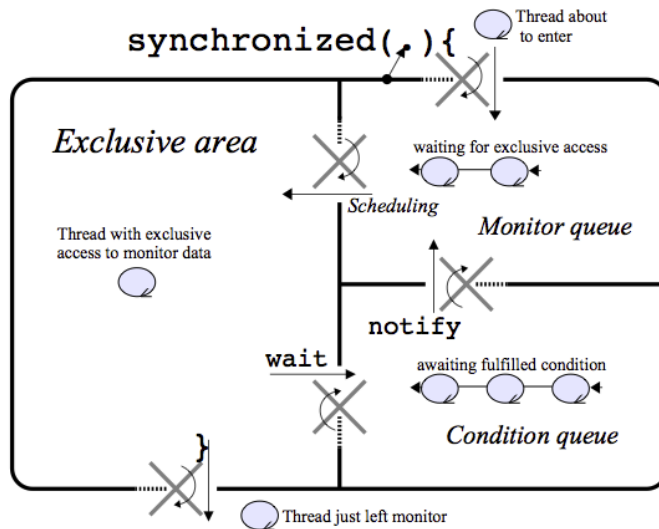 synchronized(.){
Thread about
to enter
Exclusive area
waiting for exclusive access
Scheduling
Monitor queue
Thread with exclusive
access to monitor data
notify
wait
awaiting fulfilled condition
Condition queue
}
Thread just left monitor